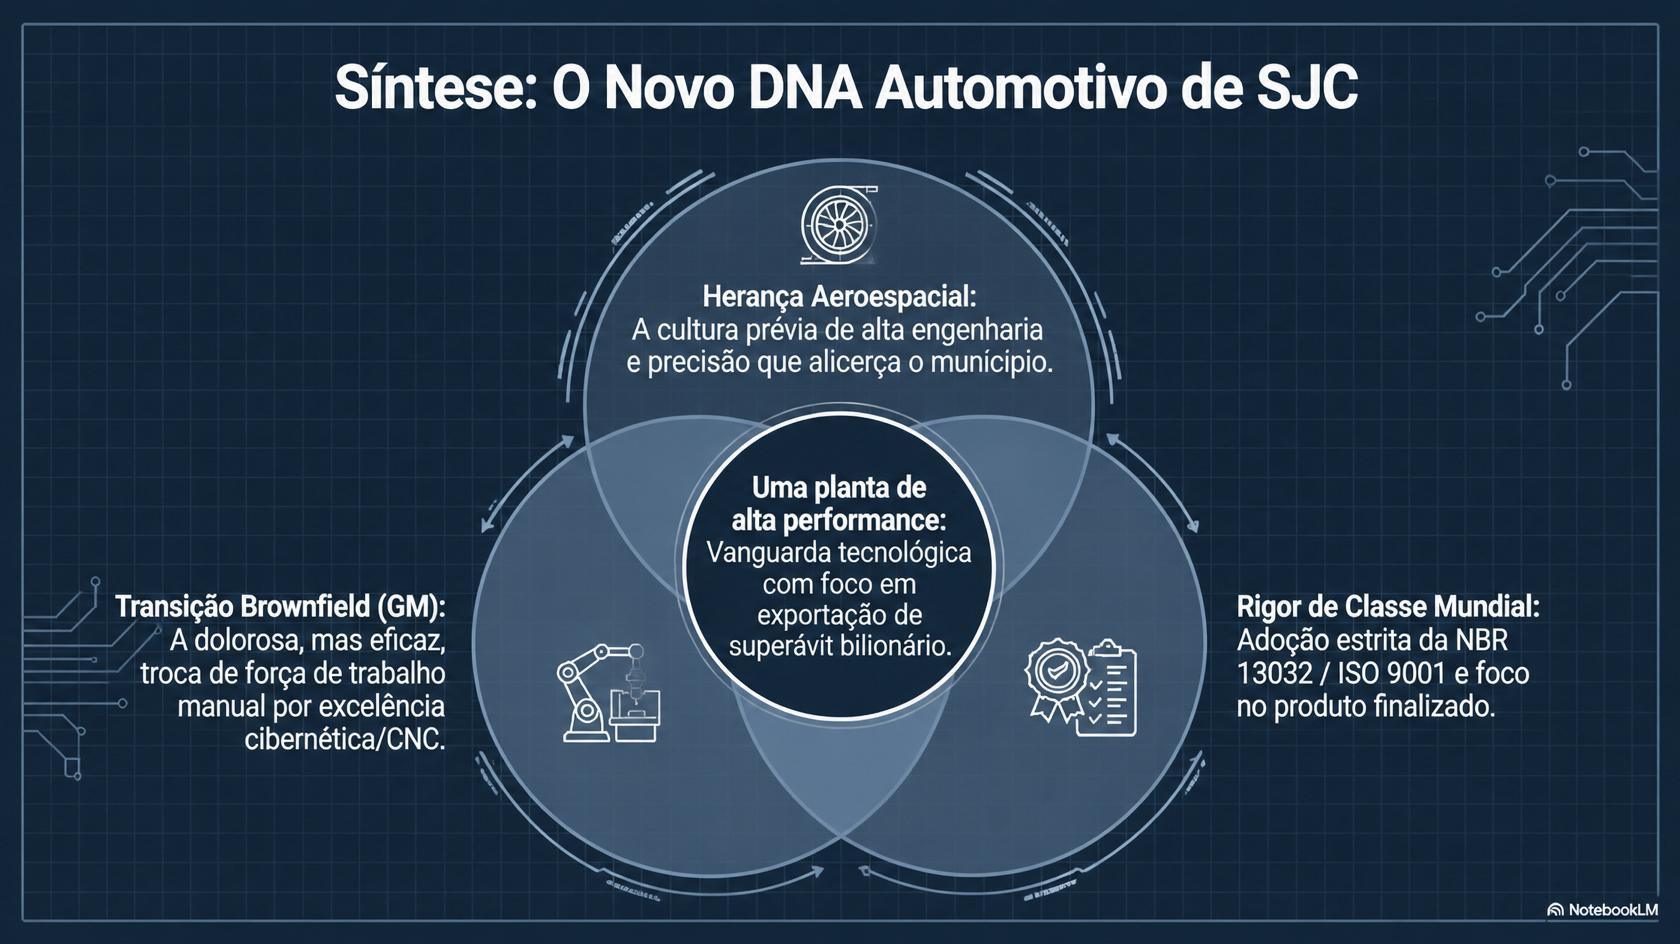 Síntese: O Novo DNA Automotivo de SJC
Herança Aeroespacial:
A cultura prévia de alta engenharia
e precisão que alicerça o munícipio.
Uma planta de
alta performance:
Vanguarda tecnológica
com foco em
exportação de
superávit bilionário.
Transição Brownfield (GM):
A dolorosa, mas eficaz,
troca de força de trabalho
manual por excelência
cibernética/CNC.
Rigor de Classe Mundial:
Adoção estrita da NBR
13032 / ISO 9001 e foco
no produto finalizado.
NotebookLM